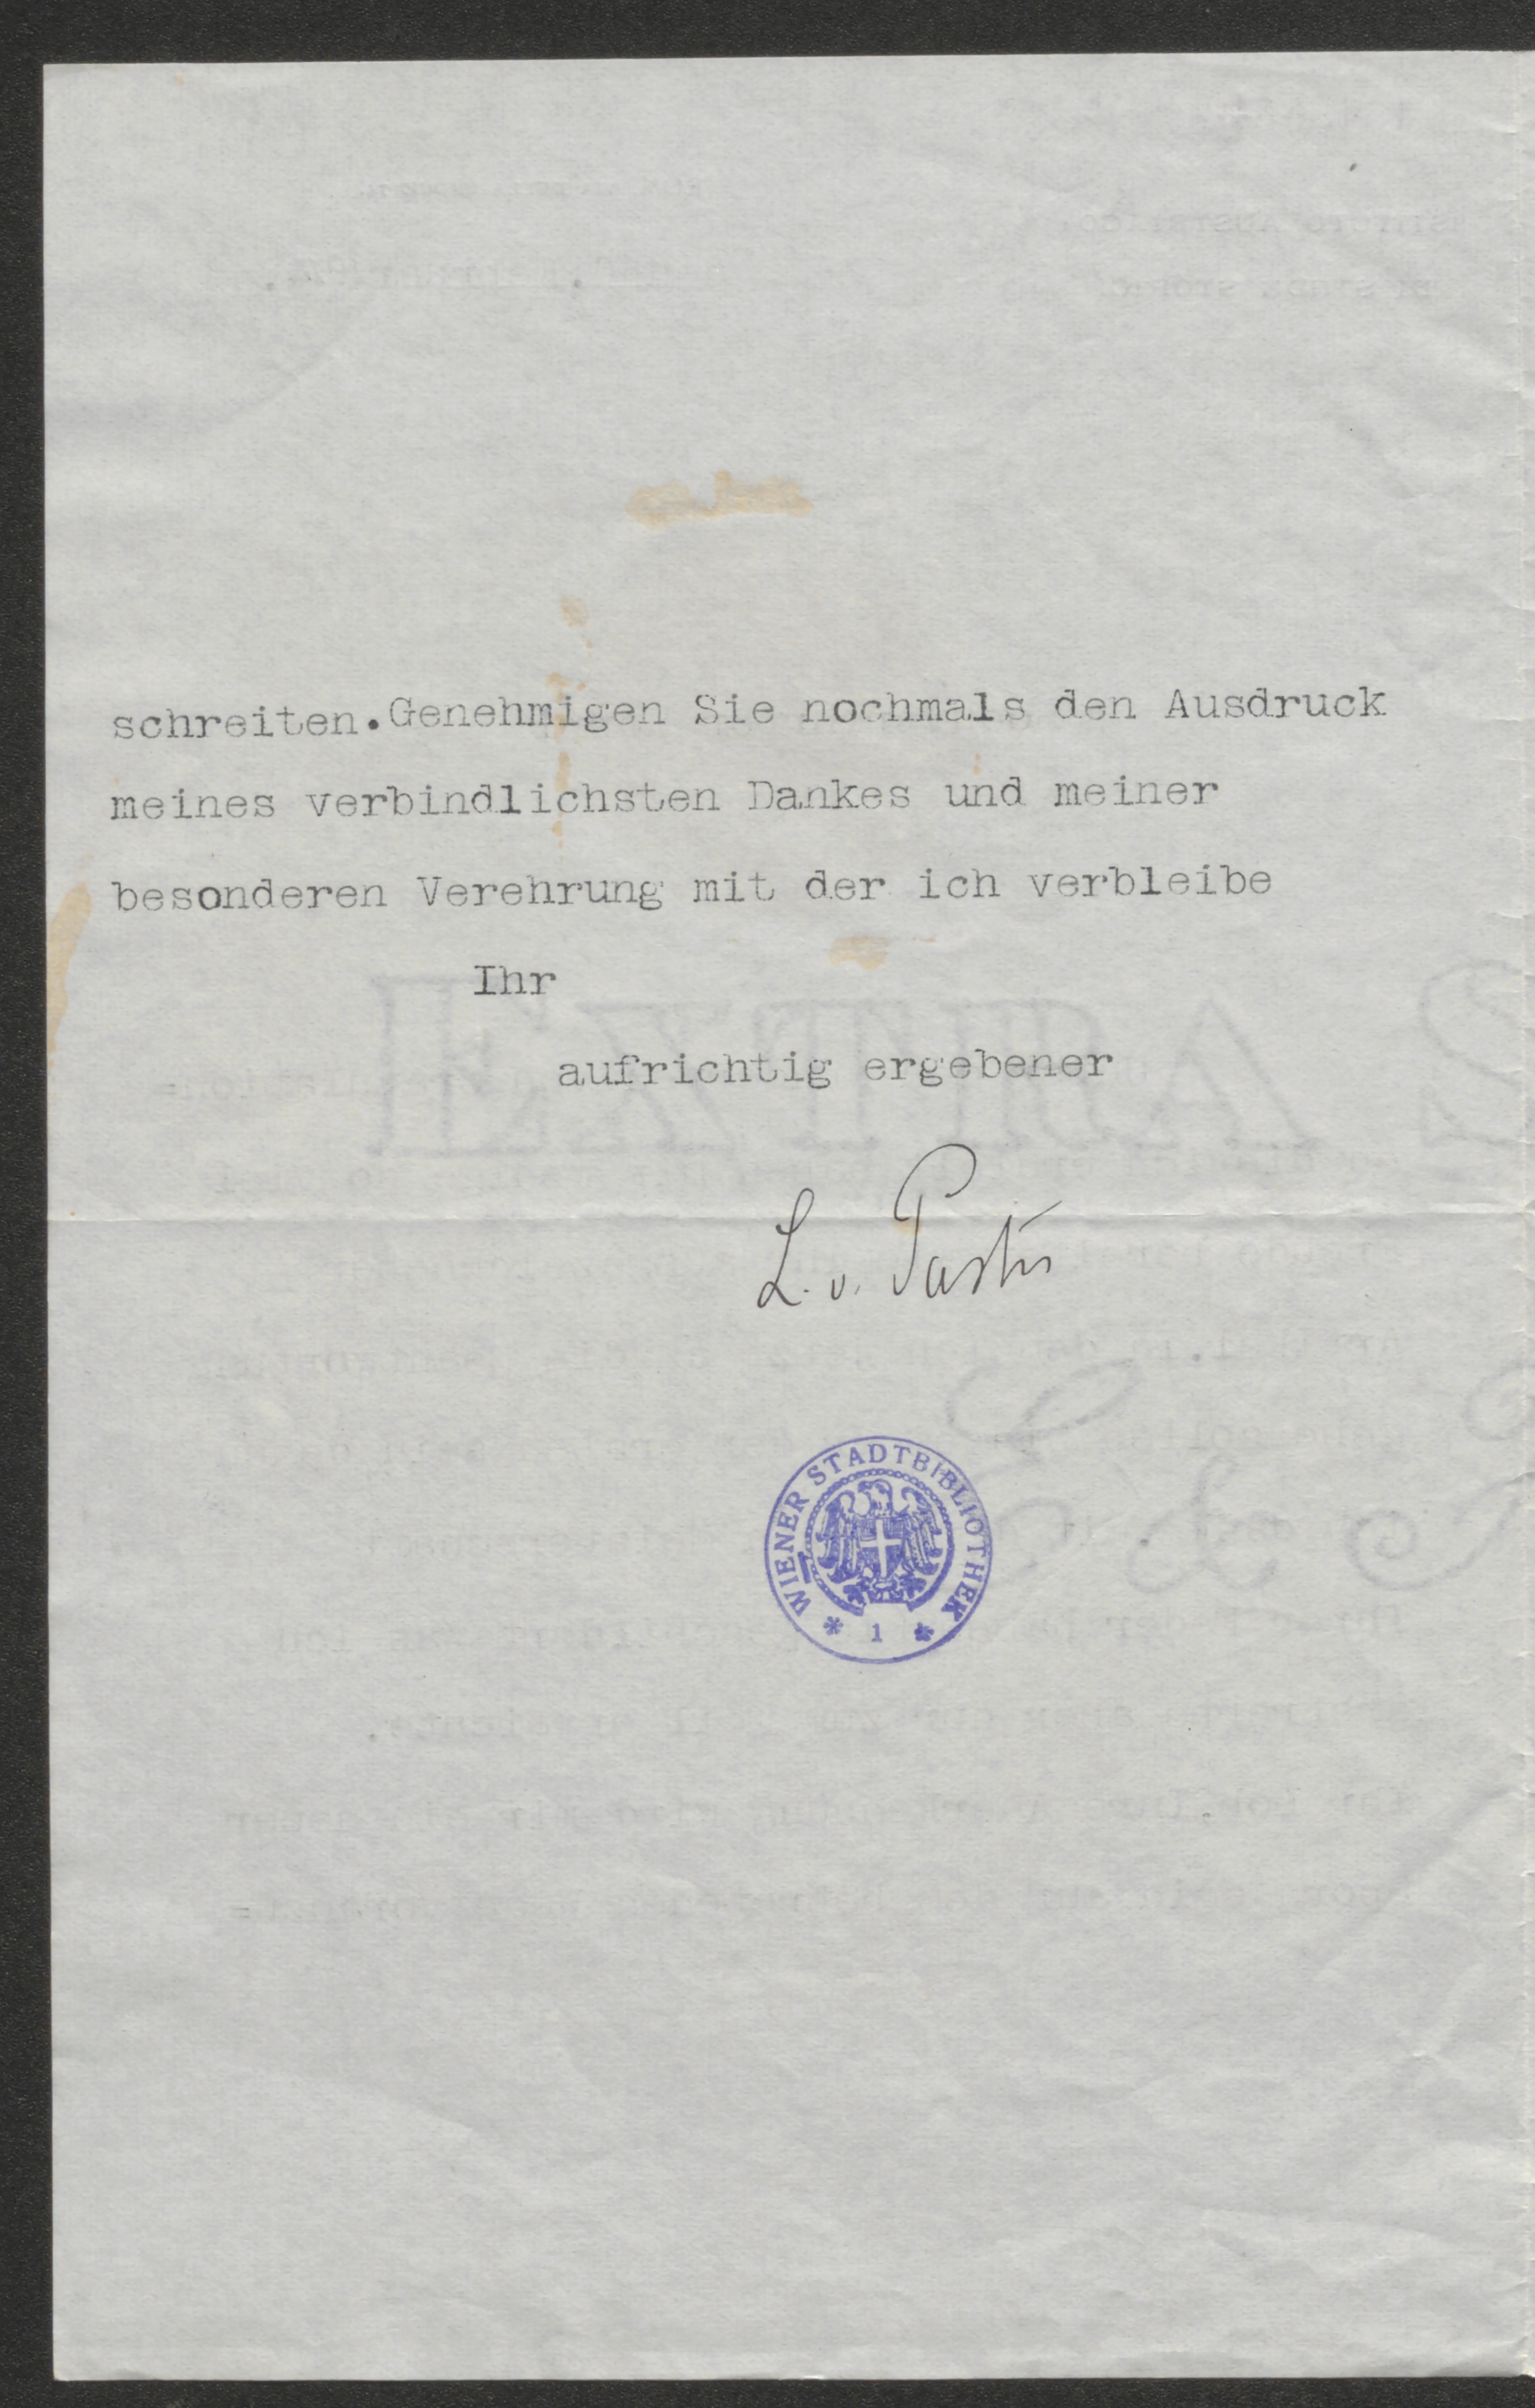 schreiten.Genehmigen Sie nochmals den Ausdruck
meines verbindlichsten Dankes und meiner
besonderen Verehrung mit der ich verbleibe
Ihr
aufrichtig ergebener
L. v. Pastor
WIENER STADTBIBLIOTHEK
* 1 *